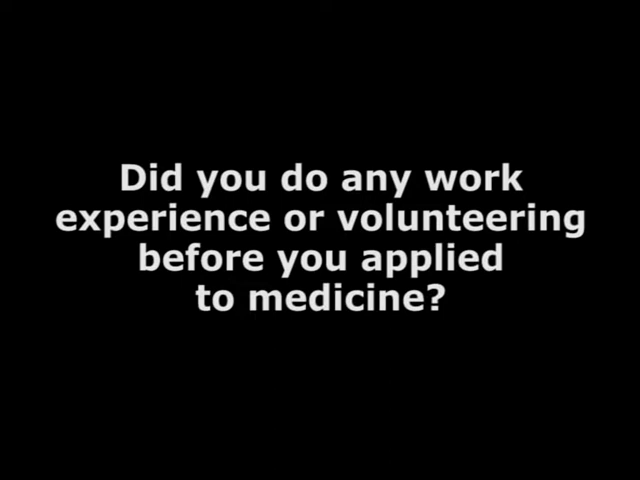 Did you do any work
experience or volunteering
before you applied
to medicine?